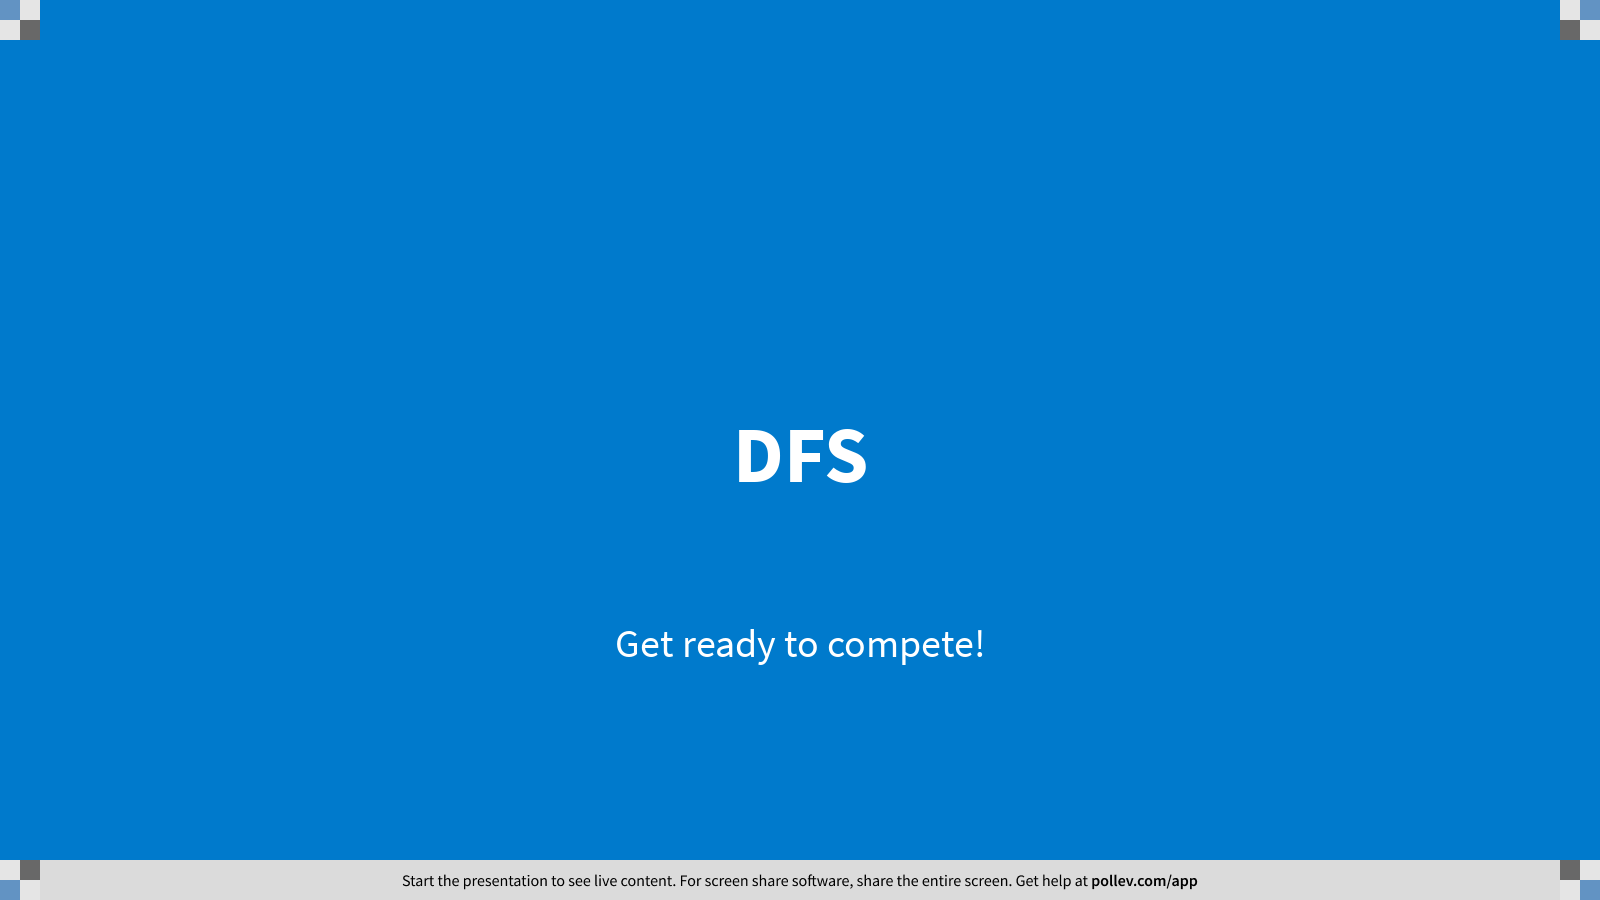 DFS
Get ready to compete!
Start the presentation to see live content. For screen share software, share the entire screen. Get help at pollev.com/app